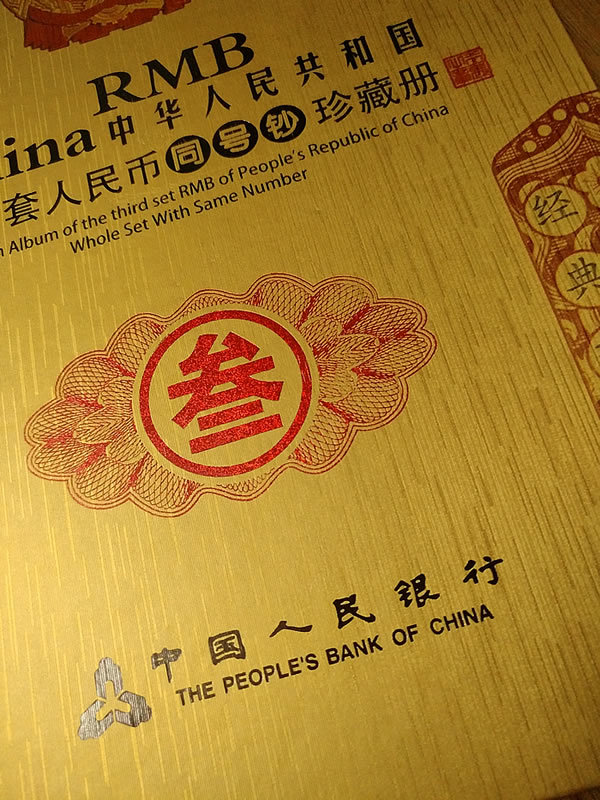 RMB
ina 中华人民共和国
套人民币同号钞珍藏册
Album of the third set RMB of People's Republic of China
Whole Set With Same Number
经
典
叁
中国人民银行
THE PEOPLE'S BANK OF CHINA